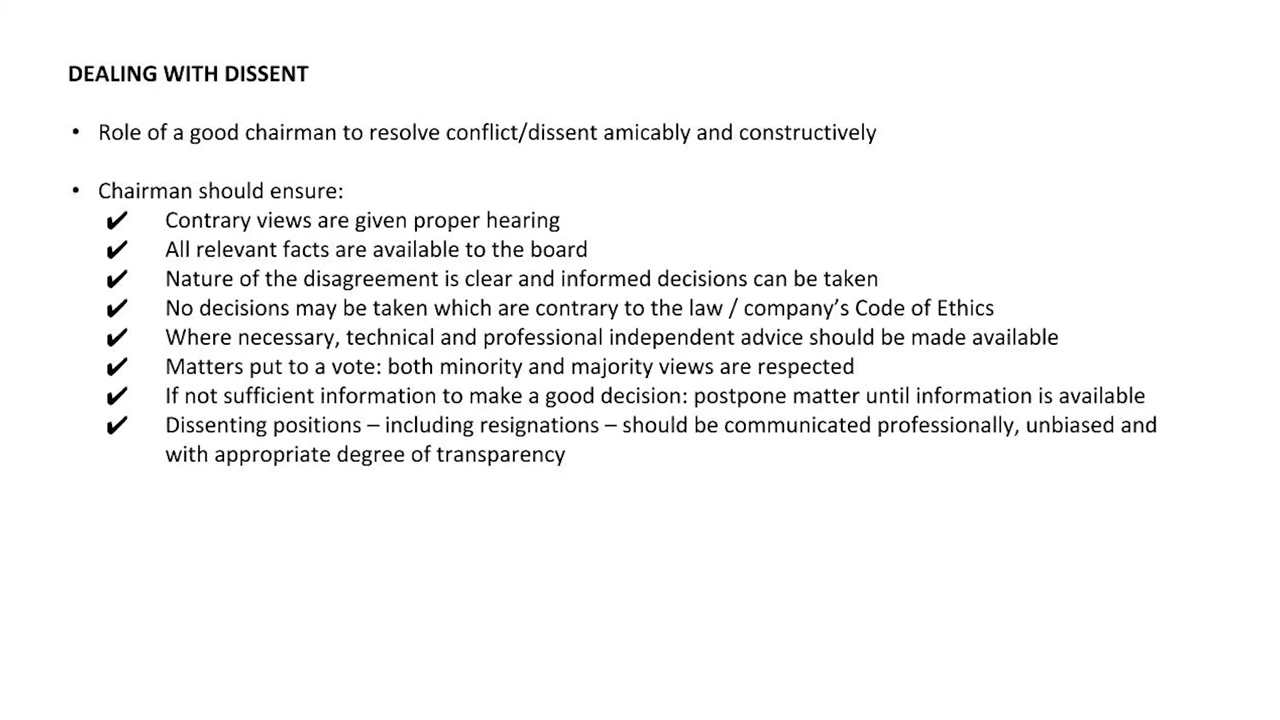 DEALING WITH DISSENT
• Role of a good chairman to resolve conflict/dissent amicably and constructively
• Chairman should ensure:
✔ Contrary views are given proper hearing
✔ All relevant facts are available to the board
✔ Nature of the disagreement is clear and informed decisions can be taken
✔ No decisions may be taken which are contrary to the law / company’s Code of Ethics
✔ Where necessary, technical and professional independent advice should be made available
✔ Matters put to a vote: both minority and majority views are respected
✔ If not sufficient information to make a good decision: postpone matter until information is available
✔ Dissenting positions – including resignations – should be communicated professionally, unbiased and
with appropriate degree of transparency